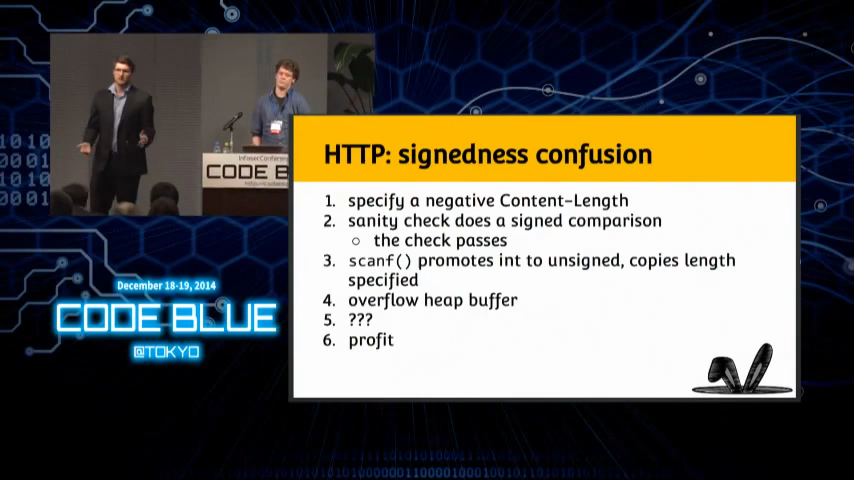 HTTP: signedness confusion
1. specify a negative Content-Length
2. sanity check does a signed comparison
○ the check passes
3. scanf() promotes int to unsigned, copies length
specified
4. overflow heap buffer
5. ???
6. profit
CODE B
December 18-19, 2014
CODE BLUE
@TOKYO